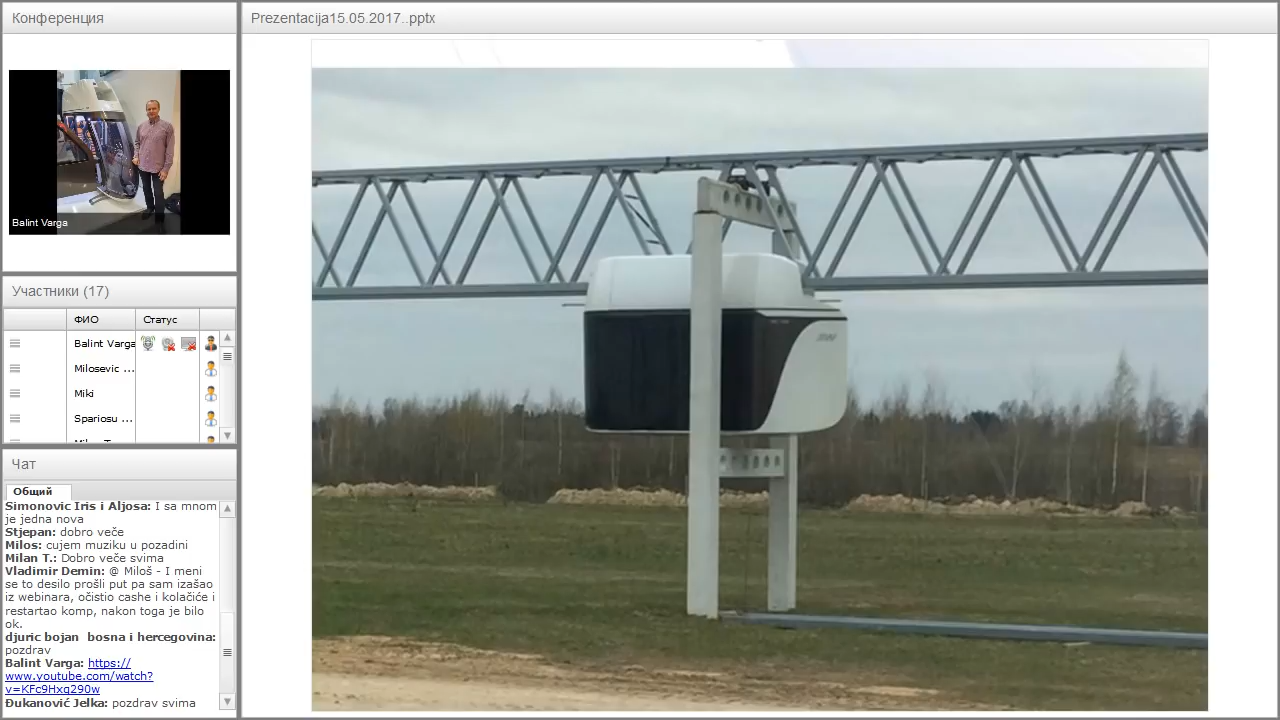 Конференция
Prezentacija15.05.2017..pptx
Balint Varga
Участники (17)
ФИО
Статус
Balint Varga
Milosevic ...
Miki
Spariosu ...
Чат
Общий
Simonovic Iris i Aljosa: I sa mnom
je jedna nova
Stjepan: dobro veče
Milos: cujem muziku u pozadini
Milan T.: Dobro veče svima
Vladimir Demin: @ Miloš - I meni
se to desilo prošli put pa sam izašao
iz webinara, očistio cashe i kolačiće i
restartao komp, nakon toga je bilo
ok.
djuric bojan  bosna i hercegovina:
pozdrav
Balint Varga: https://
www.youtube.com/watch?
v=KFc9Hxq290w
Đukanović Jelka: pozdrav svima